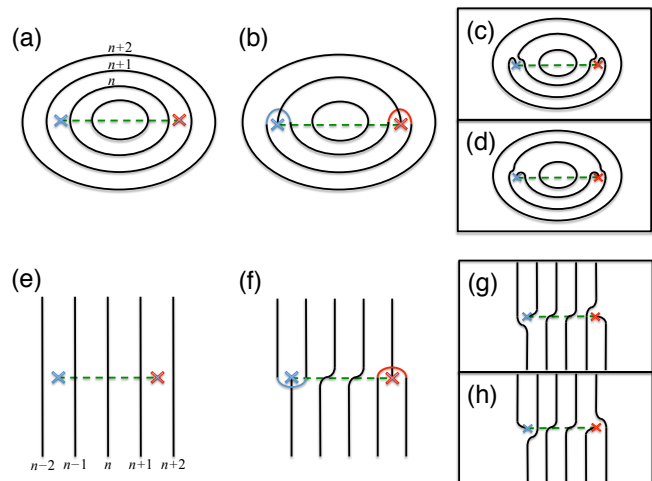 (a)
n+2
n+1
n
(b)
(c)
(d)
(e)
n−2 n−1 n n+1 n+2
(f)
(g)
(h)